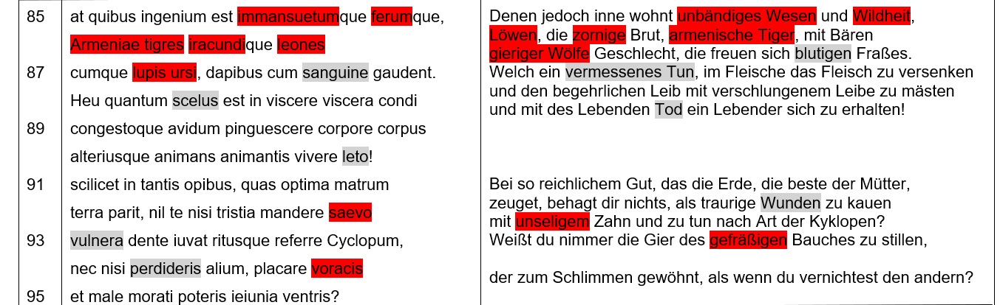 85 at quibus ingenium est immansuetumque ferumque,
Armeniae tigres iracundique leones
87 cumque lupis ursi, dapibus cum sanguine gaudent.
Heu quantum scelus est in viscere viscera condi
89 congestoque avidum pinguescere corpore corpus
alteriusque animans animantis vivere leto!
91 scilicet in tantis opibus, quas optima matrum
terra parit, nil te nisi tristia mandere saevo
93 vulnera dente iuvat ritusque referre Cyclopum,
nec nisi perdideris alium, placare voracis
95 et male morati poteris ieiunia ventris?
Denen jedoch inne wohnt unbändiges Wesen und Wildheit,
Löwen, die zornige Brut, armenische Tiger, mit Bären
gieriger Wölfe Geschlecht, die freuen sich blutigen Fraßes.
Welch ein vermessenes Tun, im Fleische das Fleisch zu versenken
und den begehrlichen Leib mit verschlungenem Leibe zu mästen
und mit des Lebenden Tod ein Lebender sich zu erhalten!
Bei so reichlichem Gut, das die Erde, die beste der Mütter,
zeuget, behagt dir nichts, als traurige Wunden zu kauen
mit unseligem Zahn und zu tun nach Art der Kyklopen?
Weißt du nimmer die Gier des gefräßigen Bauches zu stillen,
der zum Schlimmen gewöhnt, als wenn du vernichtest den andern?